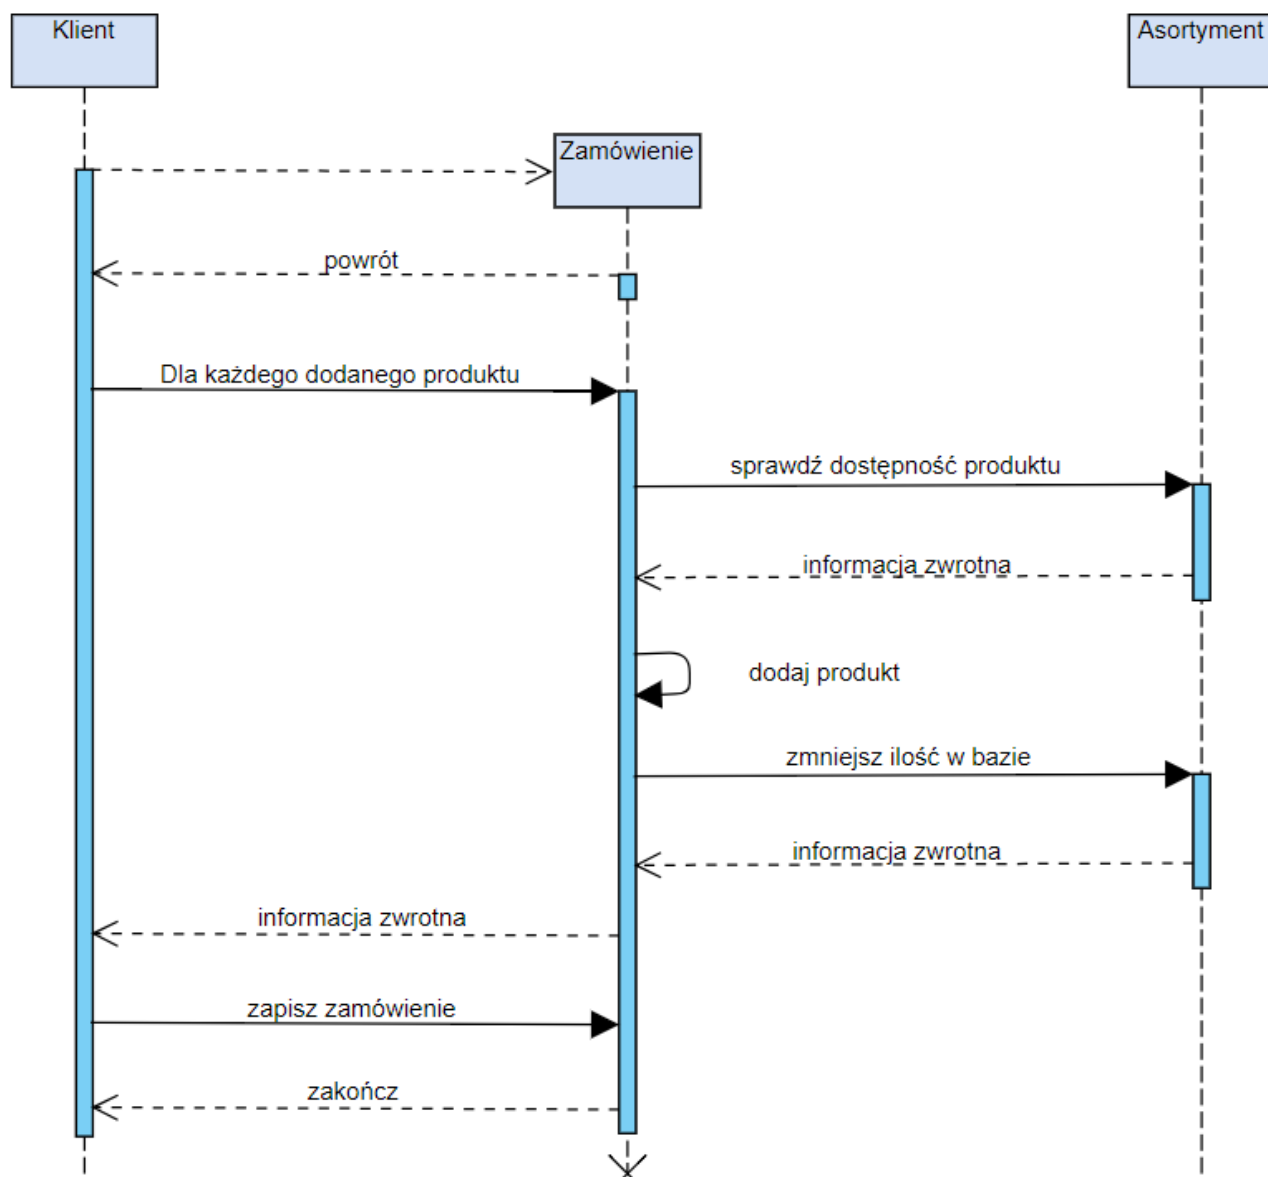 Klient
Asortyment
Zamówienie
powrót
Dla każdego dodanego produktu
sprawdź dostępność produktu
informacja zwrotna
dodaj produkt
zmniejsz ilość w bazie
informacja zwrotna
informacja zwrotna
zapisz zamówienie
zakończ